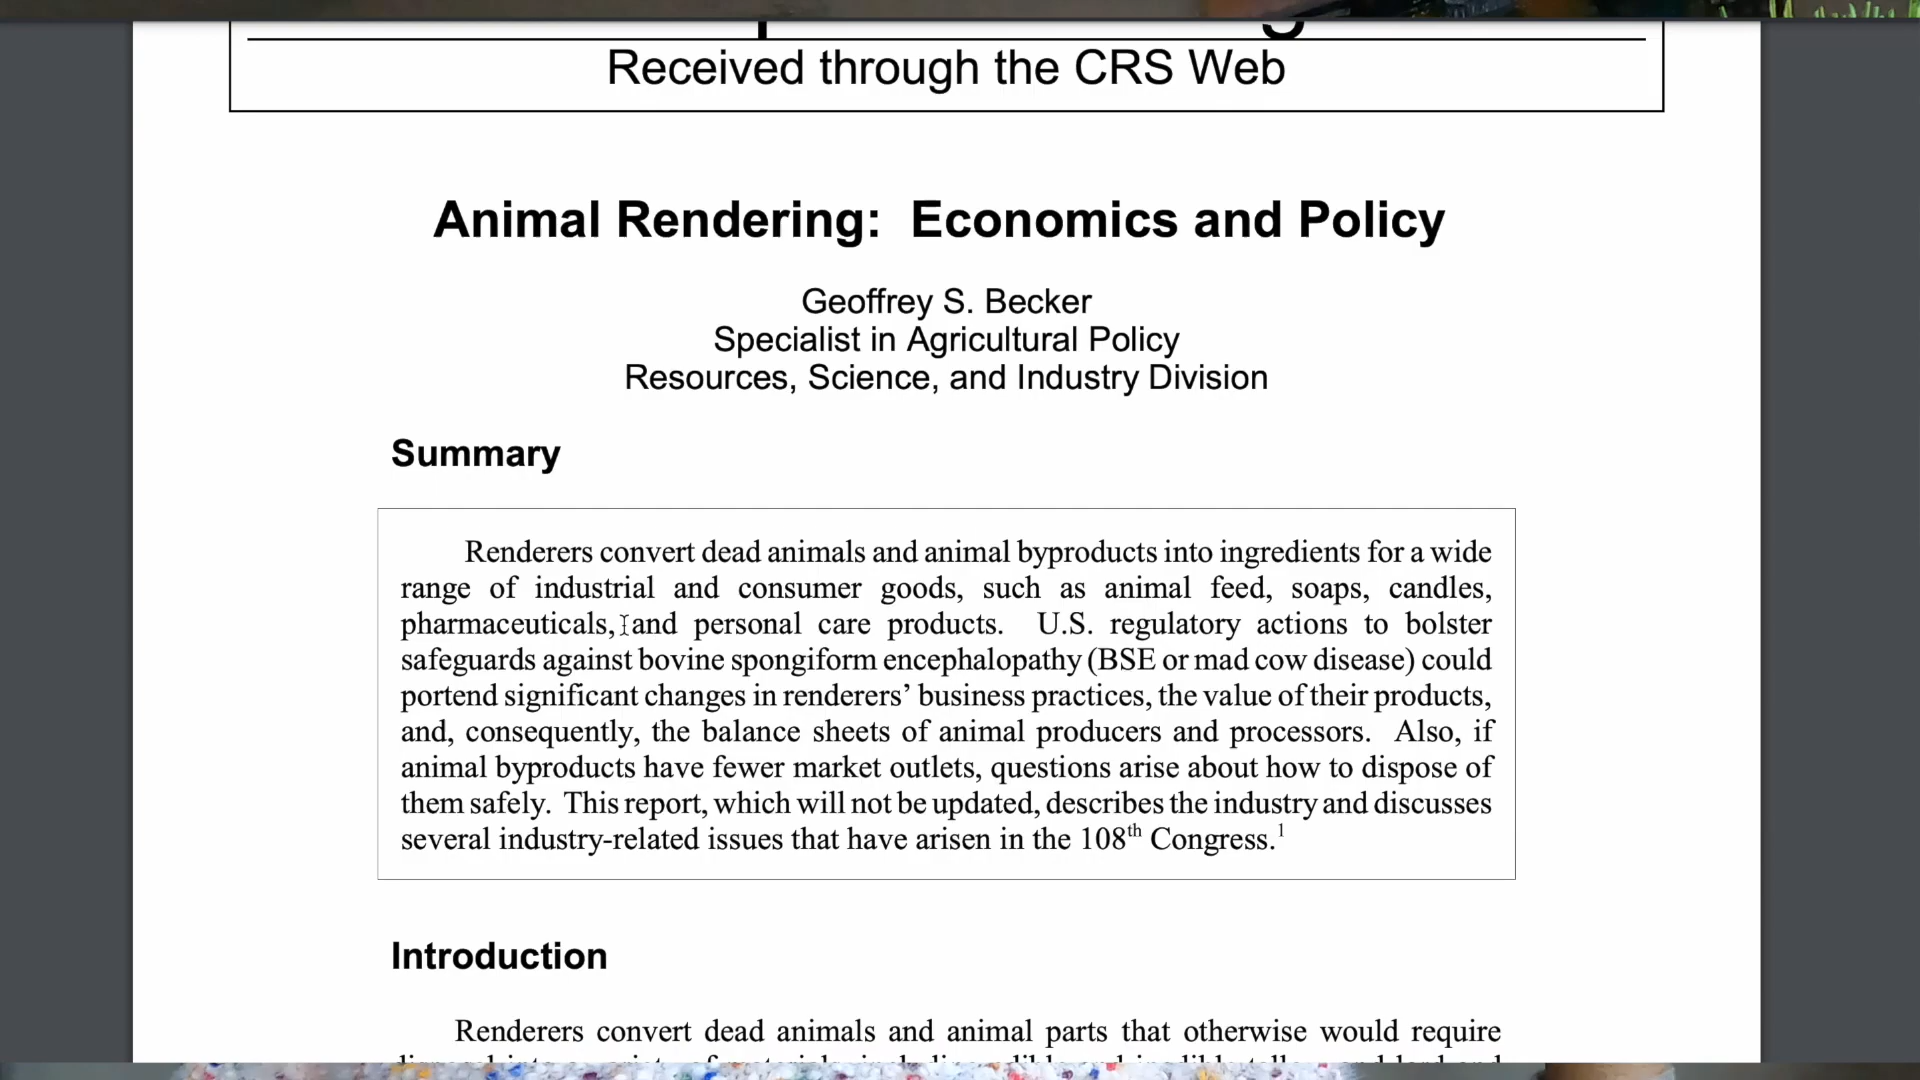 Received through the CRS Web
Animal Rendering: Economics and Policy
Geoffrey S. Becker
Specialist in Agricultural Policy
Resources, Science, and Industry Division
Summary
Renderers convert dead animals and animal byproducts into ingredients for a wide
range of industrial and consumer goods, such as animal feed, soaps, candles,
pharmaceuticals, and personal care products. U.S. regulatory actions to bolster
safeguards against bovine spongiform encephalopathy (BSE or mad cow disease) could
portend significant changes in renderers’ business practices, the value of their products,
and, consequently, the balance sheets of animal producers and processors. Also, if
animal byproducts have fewer market outlets, questions arise about how to dispose of
them safely. This report, which will not be updated, describes the industry and discusses
several industry-related issues that have arisen in the 108th Congress.1
Introduction
Renderers convert dead animals and animal parts that otherwise would require